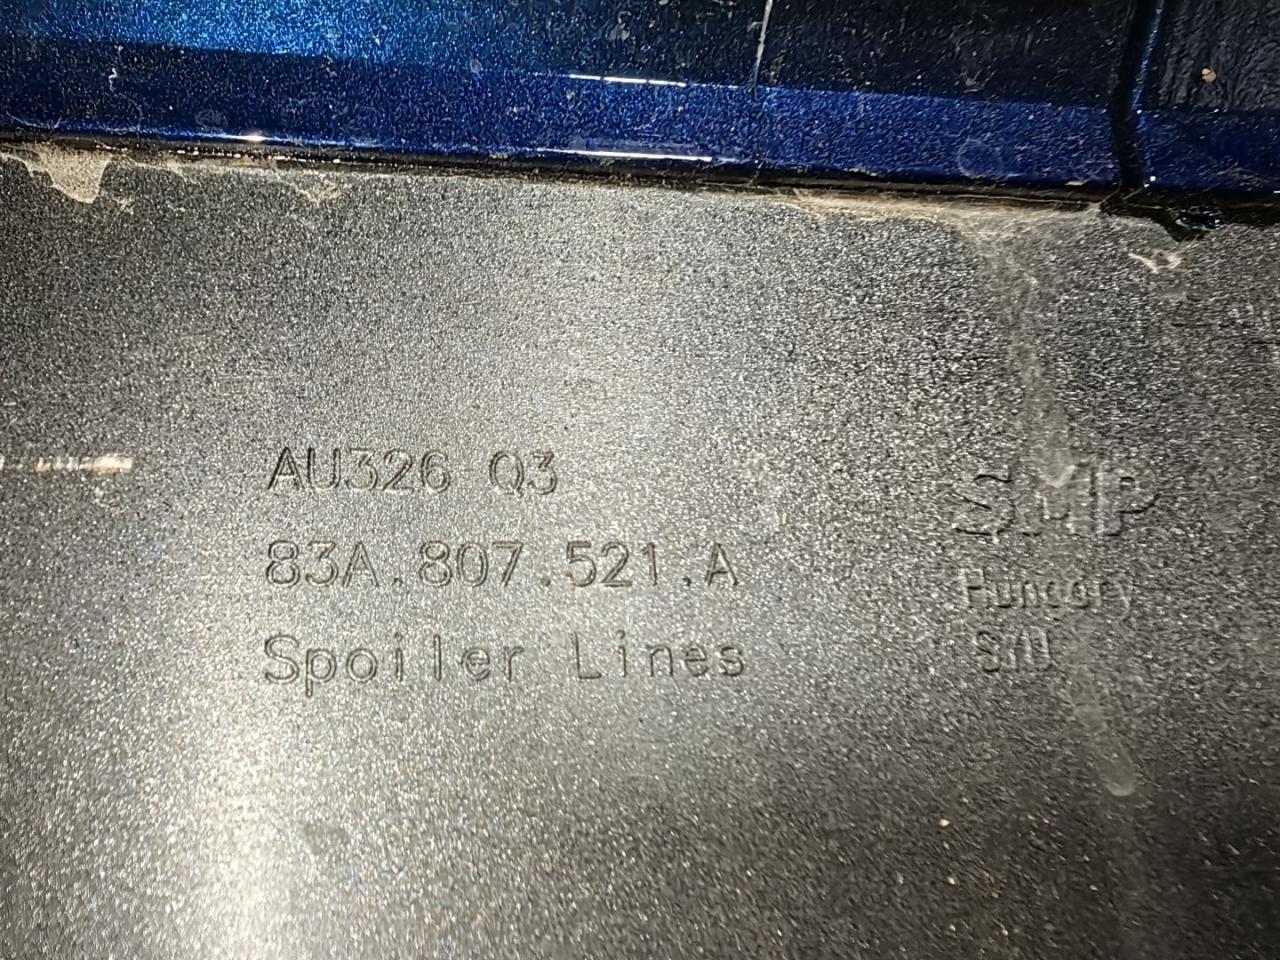 AU326 Q3
83A.807.521.A
Spoiler Lines
SMP
Hungary